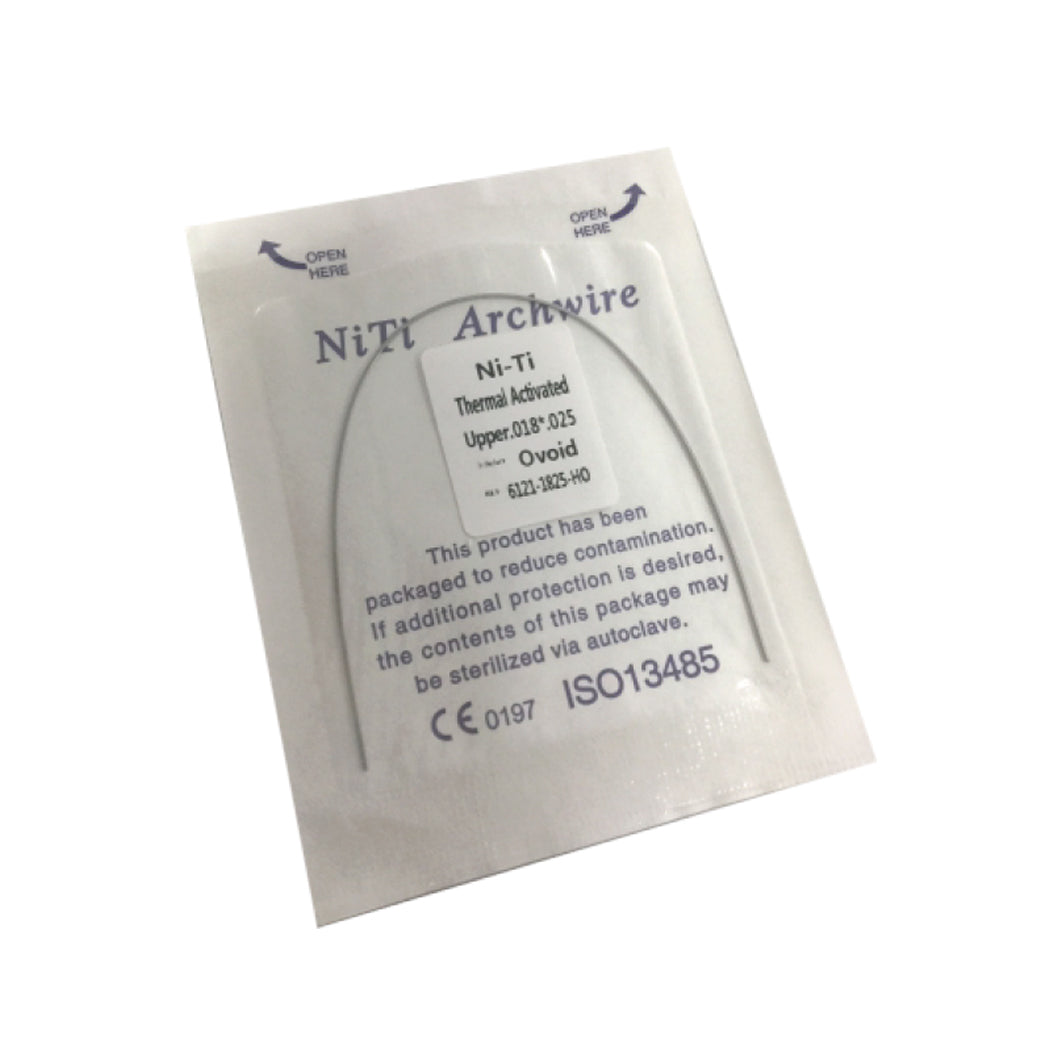 OPEN
HERE
OPEN
HERE
NiTi Archwire
Ni-Ti
Thermal Activated
Upper.018*.025
Ovoid
6121-1825-HO
This product has been
packaged to reduce contamination.
If additional protection is desired,
the contents of this package may
be sterilized via autoclave.
CE 0197 ISO13485